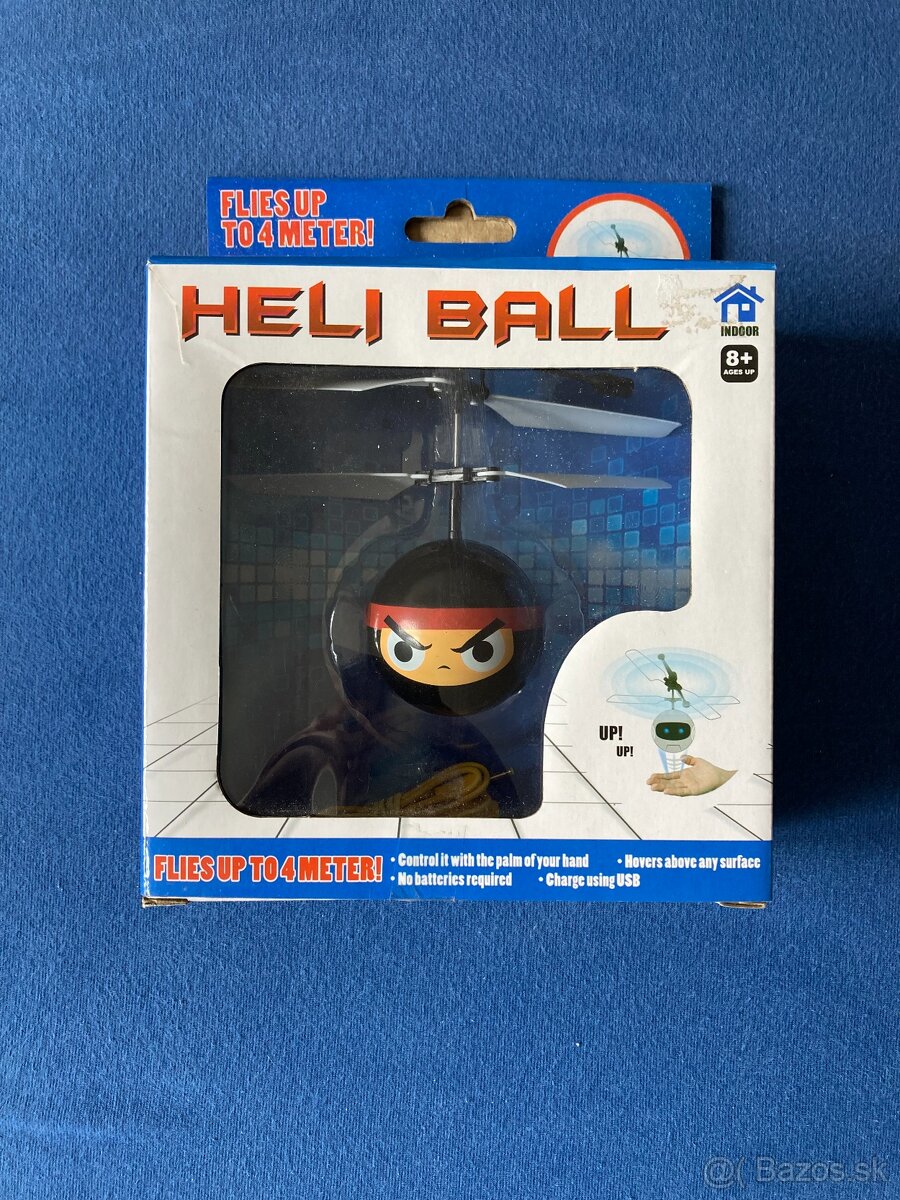 FLIES UP
TO 4 METER!
HELI BALL
INDOOR
8+
AGES UP
UP!
UP!
FLIES UP TO 4 METER!
• Control it with the palm of your hand
• Hovers above any surface
• No batteries required
• Charge using USB
@( Bazos.sk